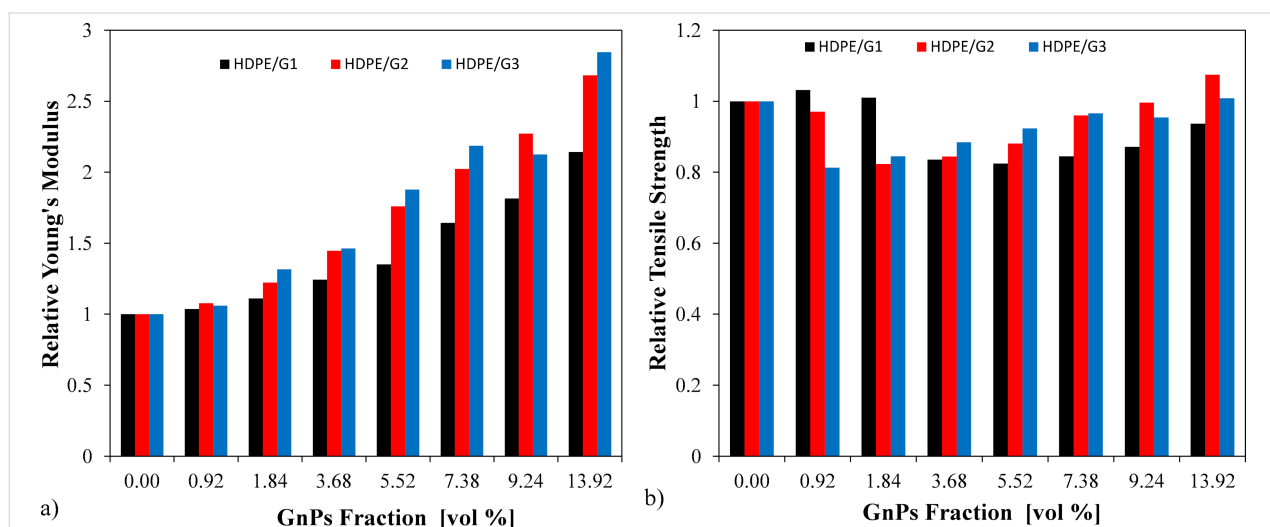 3
2.5
2
1.5
1
0.5
0
Relative Young's Modulus
HDPE/G1 HDPE/G2 HDPE/G3
0.00 0.92 1.84 3.68 5.52 7.38 9.24 13.92
a)
GnPs Fraction [vol %]
1.2
1
0.8
0.6
0.4
0.2
0
Relative Tensile Strength
HDPE/G1 HDPE/G2 HDPE/G3
0.00 0.92 1.84 3.68 5.52 7.38 9.24 13.92
b)
GnPs Fraction [vol %]